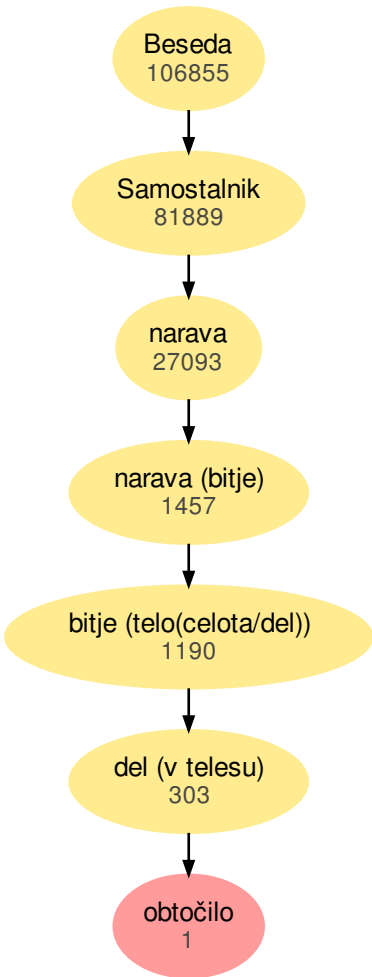 Beseda
106855
Samostalnik
81889
narava
27093
narava (bitje)
1457
bitje (telo(celota/del))
1190
del (v telesu)
303
obtočilo
1